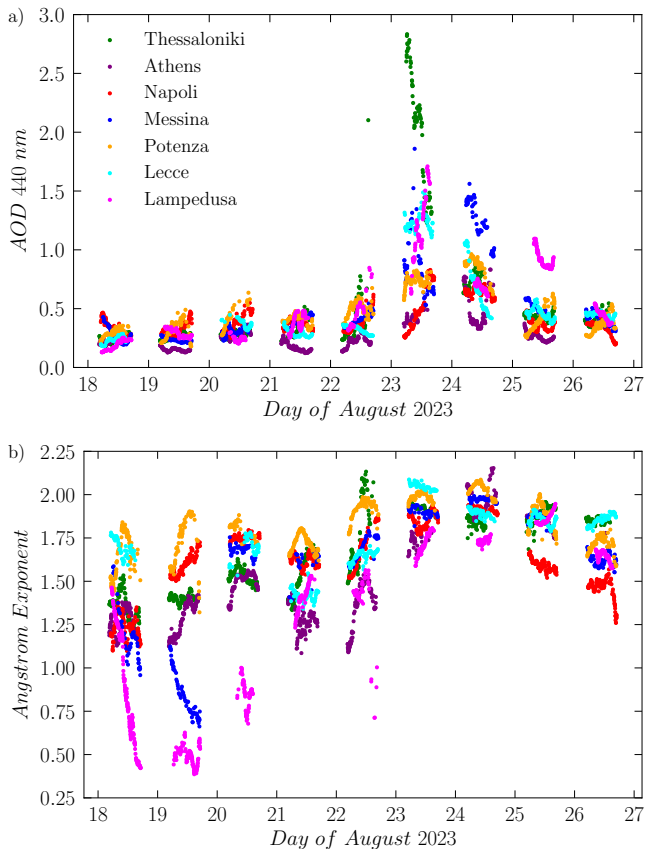 a)
3.0
2.5
2.0
1.5
1.0
0.5
0.0
AOD 440 nm
Thessaloniki
Athens
Napoli
Messina
Potenza
Lecce
Lampedusa
18 19 20 21 22 23 24 25 26 27
Day of August 2023
b)
2.25
2.00
1.75
1.50
1.25
1.00
0.75
0.50
0.25
Angstrom Exponent
18 19 20 21 22 23 24 25 26 27
Day of August 2023